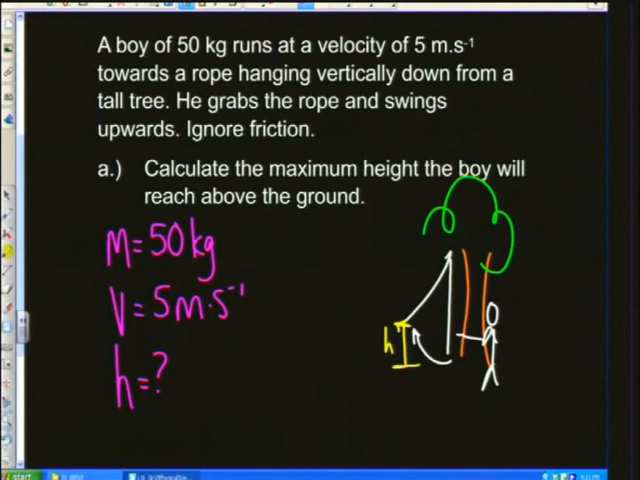 A boy of 50 kg runs at a velocity of 5 m.s⁻¹
towards a rope hanging vertically down from a
tall tree. He grabs the rope and swings
upwards. Ignore friction.
a.) Calculate the maximum height the boy will
reach above the ground.
M=50kg
V=5m·s⁻¹
h
h=?
start